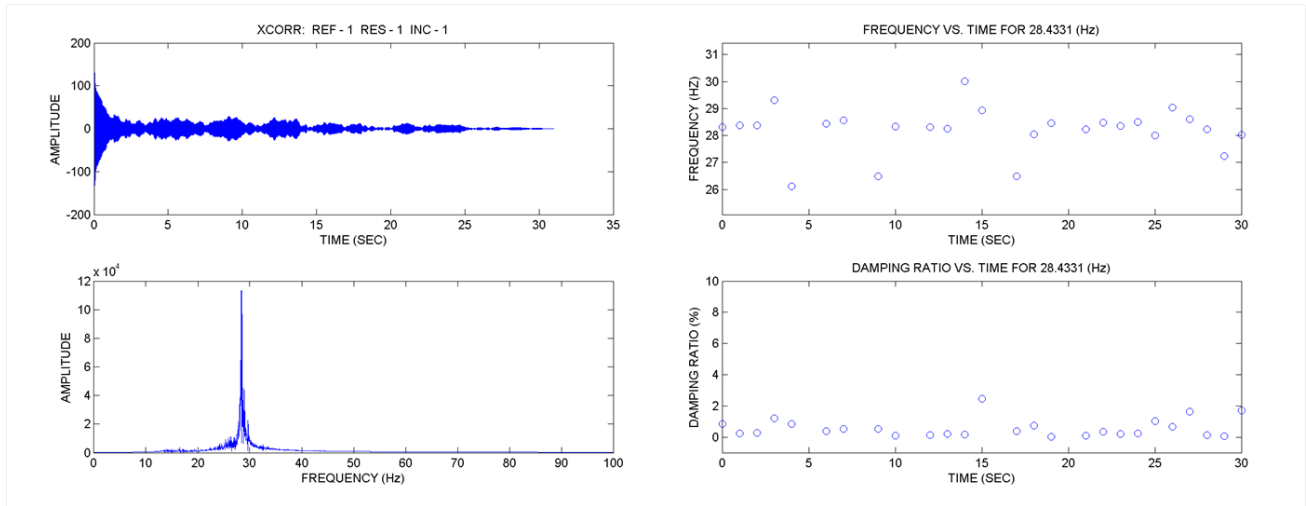 XCORR: REF - 1 RES - 1 INC - 1
200
100
0
-100
-200
AMPLITUDE
0 5 10 15 20 25 30 35
TIME (SEC)
FREQUENCY VS. TIME FOR 28.4331 (Hz)
31
30
29
28
27
26
FREQUENCY (HZ)
0 5 10 15 20 25 30
TIME (SEC)
x 10^4
12
10
8
6
4
2
0
AMPLITUDE
0 10 20 30 40 50 60 70 80 90 100
FREQUENCY (Hz)
DAMPING RATIO VS. TIME FOR 28.4331 (Hz)
10
8
6
4
2
0
DAMPING RATIO (%)
0 5 10 15 20 25 30
TIME (SEC)